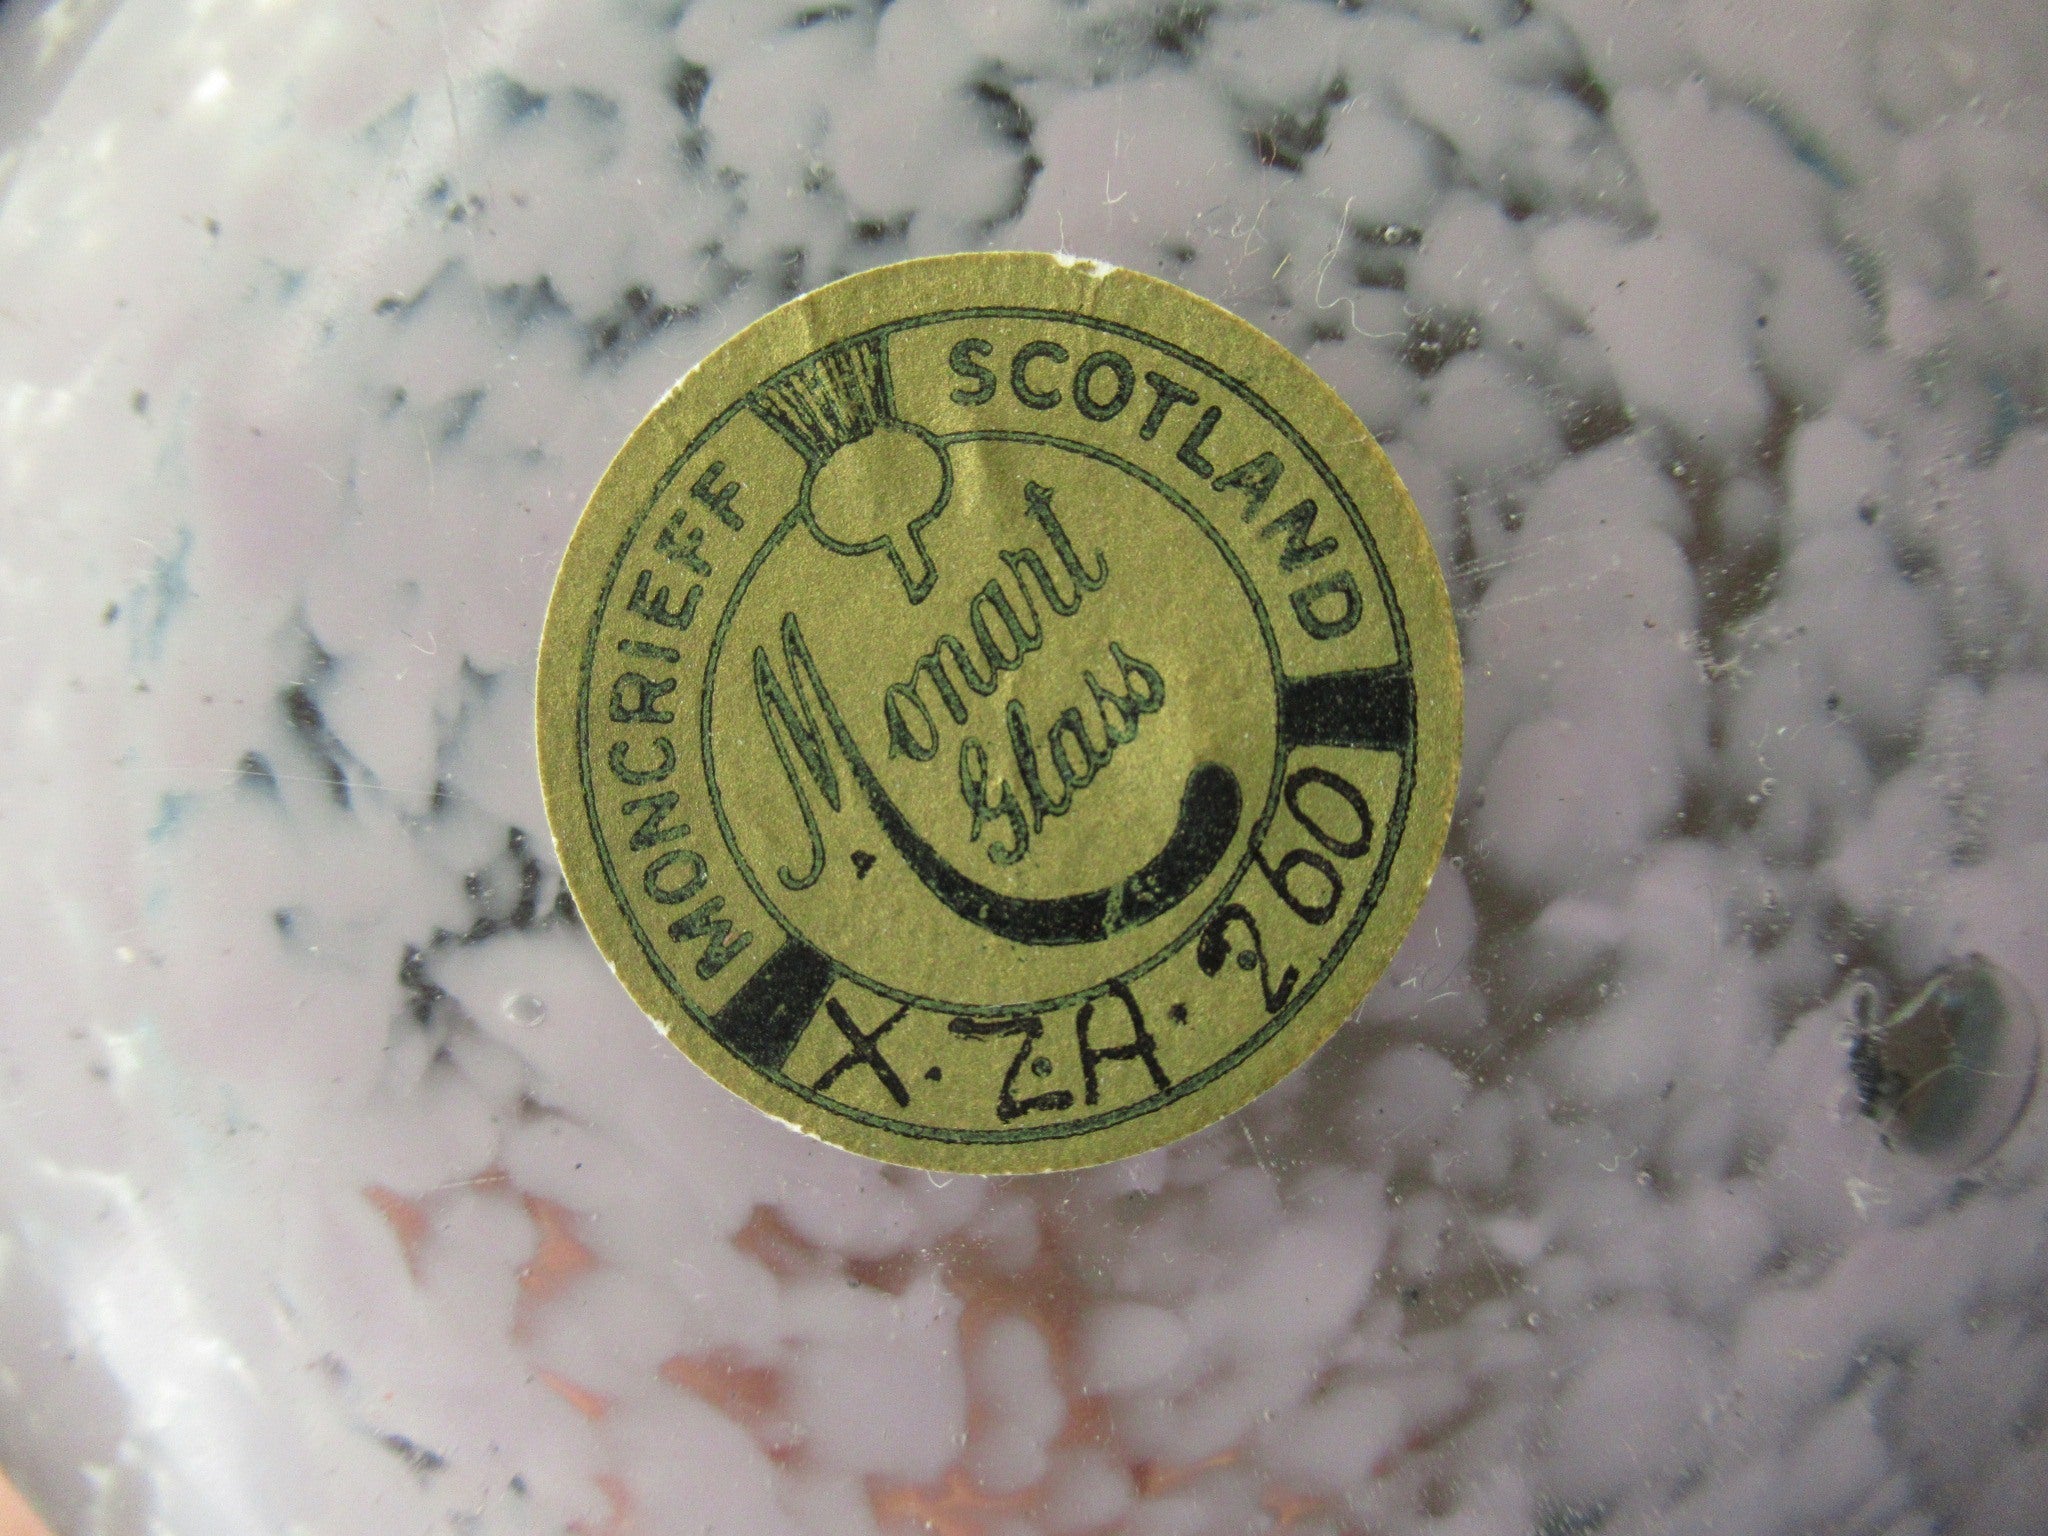 MONCRIEFF
SCOTLAND
Monart
Glass
X.ZA.260